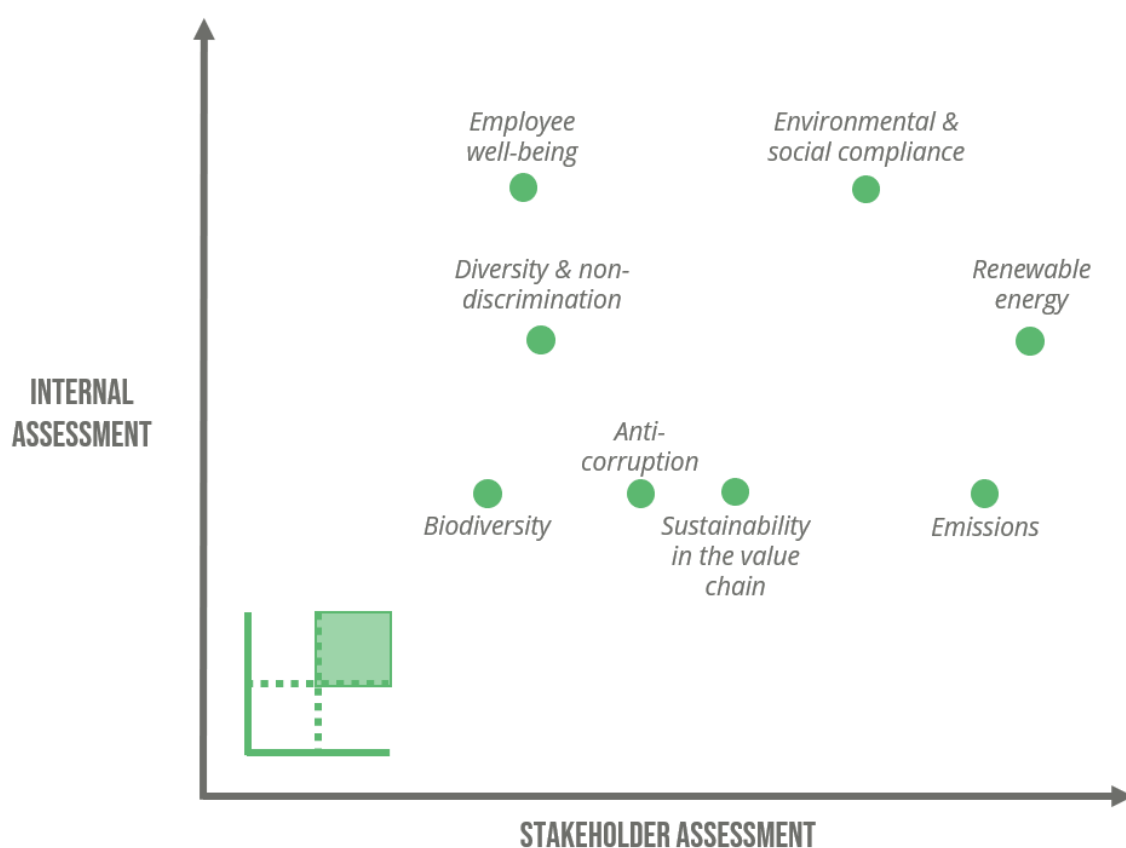 Employee
well-being
Environmental &
social compliance
Diversity & non-
discrimination
Renewable
energy
INTERNAL
ASSESSMENT
Anti-
corruption
Biodiversity
Sustainability
in the value
chain
Emissions
STAKEHOLDER ASSESSMENT